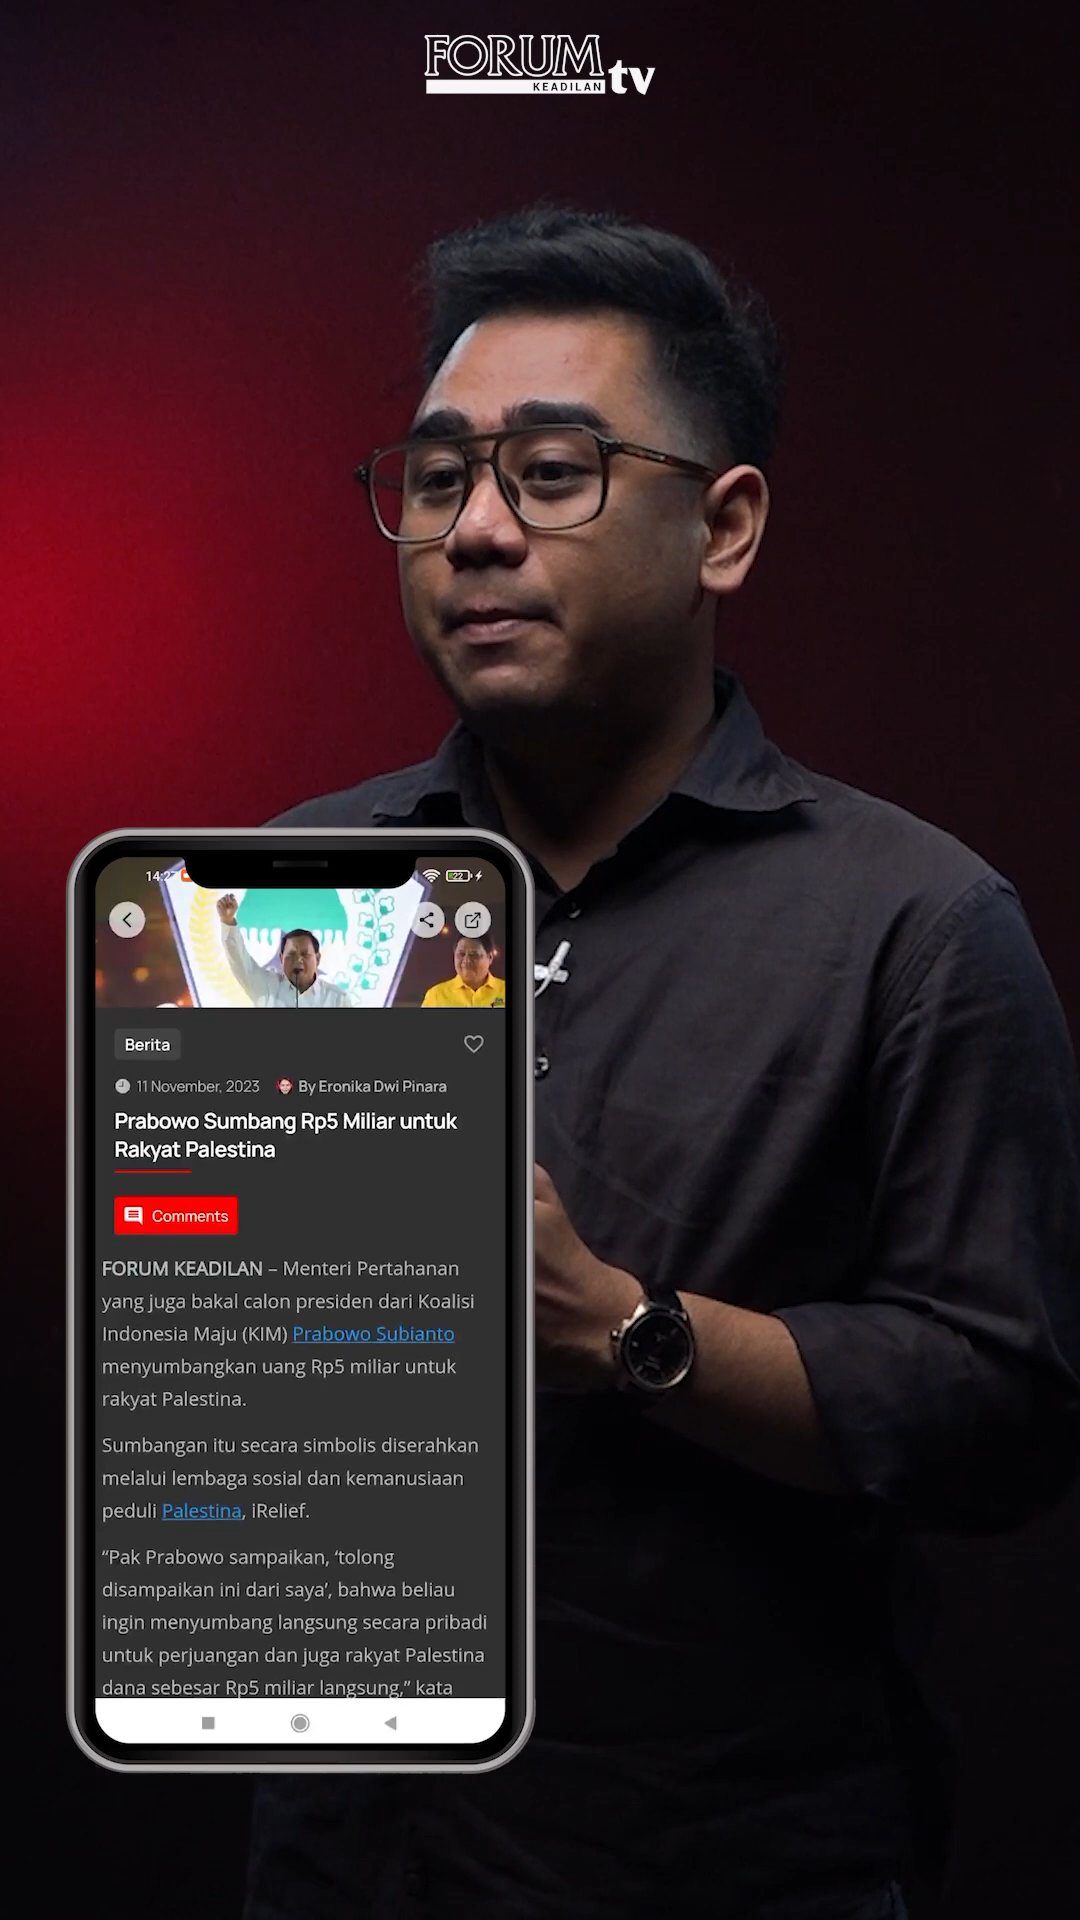 FORUM
KEADILAN tv
14:27
22
Berita
11 November, 2023 By Eronika Dwi Pinara
Prabowo Sumbang Rp5 Miliar untuk
Rakyat Palestina
Comments
FORUM KEADILAN – Menteri Pertahanan
yang juga bakal calon presiden dari Koalisi
Indonesia Maju (KIM) Prabowo Subianto
menyumbangkan uang Rp5 miliar untuk
rakyat Palestina.
Sumbangan itu secara simbolis diserahkan
melalui lembaga sosial dan kemanusiaan
peduli Palestina, iRelief.
“Pak Prabowo sampaikan, ‘tolong
disampaikan ini dari saya’, bahwa beliau
ingin menyumbang langsung secara pribadi
untuk perjuangan dan juga rakyat Palestina
dana sebesar Rp5 miliar langsung,” kata